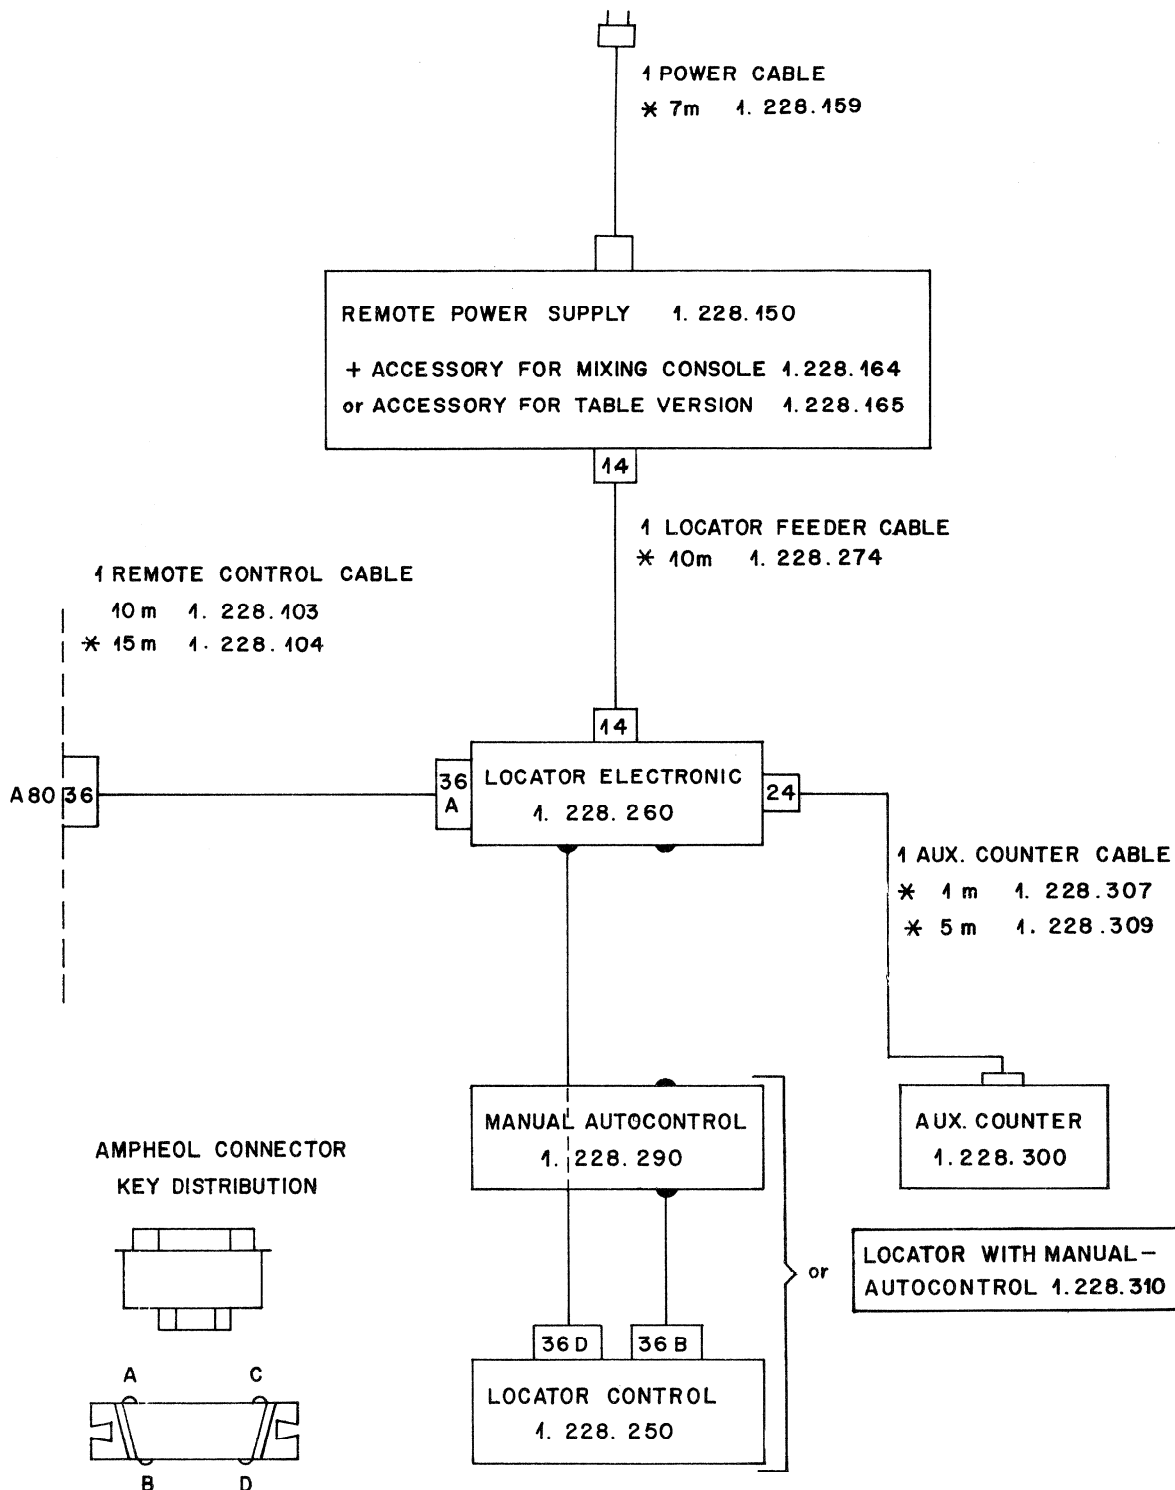 1 POWER CABLE
* 7m 1. 228.159
REMOTE POWER SUPPLY 1. 228.150
+ ACCESSORY FOR MIXING CONSOLE 1.228.164
or ACCESSORY FOR TABLE VERSION 1.228.165
14
1 LOCATOR FEEDER CABLE
* 10m 1. 228.274
1 REMOTE CONTROL CABLE
10 m 1. 228.103
* 15 m 1. 228.104
14
A80 36
36
A
LOCATOR ELECTRONIC
1. 228. 260
24
1 AUX. COUNTER CABLE
* 1 m 1. 228.307
* 5 m 1. 228.309
MANUAL AUTOCONTROL
1. 228.290
AUX. COUNTER
1.228.300
AMPHEOL CONNECTOR
KEY DISTRIBUTION
or
LOCATOR WITH MANUAL-
AUTOCONTROL 1.228.310
36 D
36 B
LOCATOR CONTROL
1. 228. 250
A
C
B
D